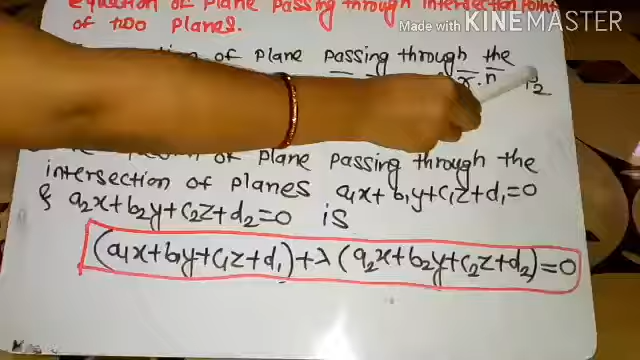 equation of plane passing through intersection point
of two planes.
Made with KINEMASTER
of plane passing through the
r̄.n̄
of plane passing through the
intersection of planes a₁x+b₁y+c₁z+d₁=0
& a₂x+b₂y+c₂z+d₂=0 is
(a₁x+b₁y+c₁z+d₁)+λ(a₂x+b₂y+c₂z+d₂)=0